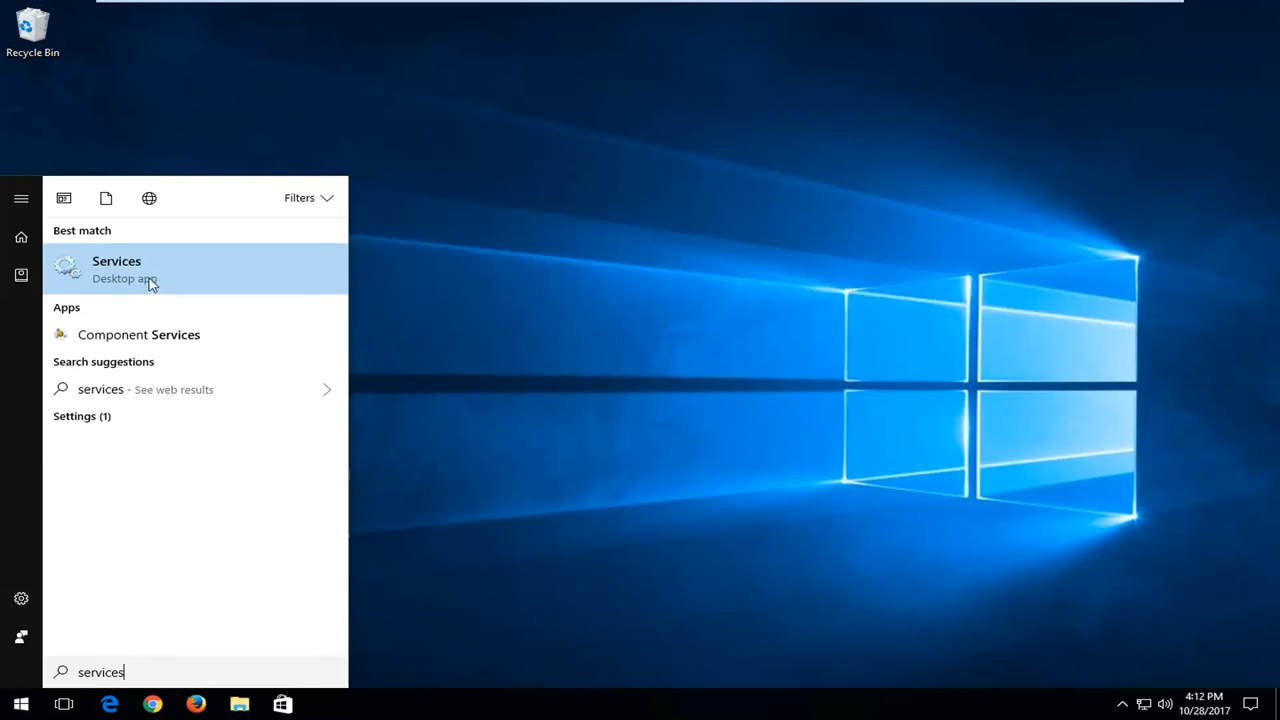 Recycle Bin
Filters
Best match
Services
Desktop app
Apps
Component Services
Search suggestions
services - See web results
Settings (1)
services
4:12 PM
10/28/2017